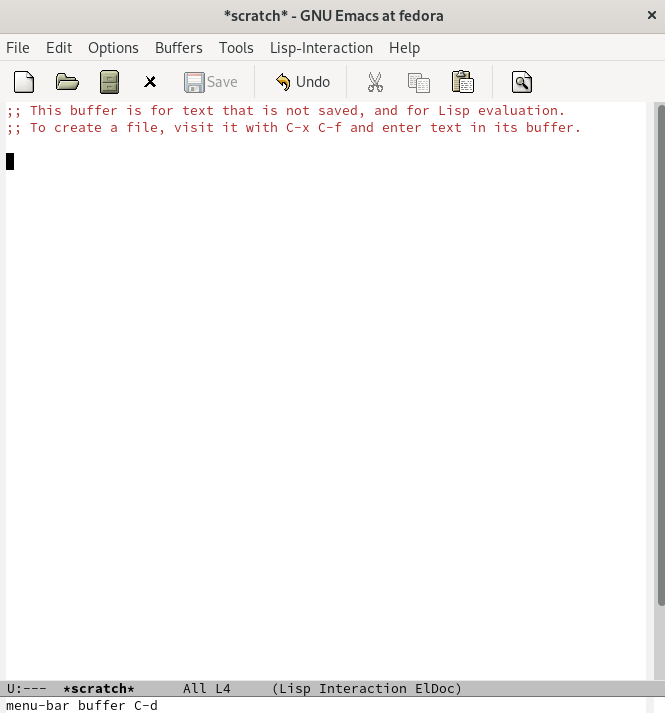 *scratch* - GNU Emacs at fedora
File Edit Options Buffers Tools Lisp-Interaction Help
Save Undo
;; This buffer is for text that is not saved, and for Lisp evaluation.
;; To create a file, visit it with C-x C-f and enter text in its buffer.
U:--- *scratch* All L4 (Lisp Interaction ElDoc)
menu-bar buffer C-d